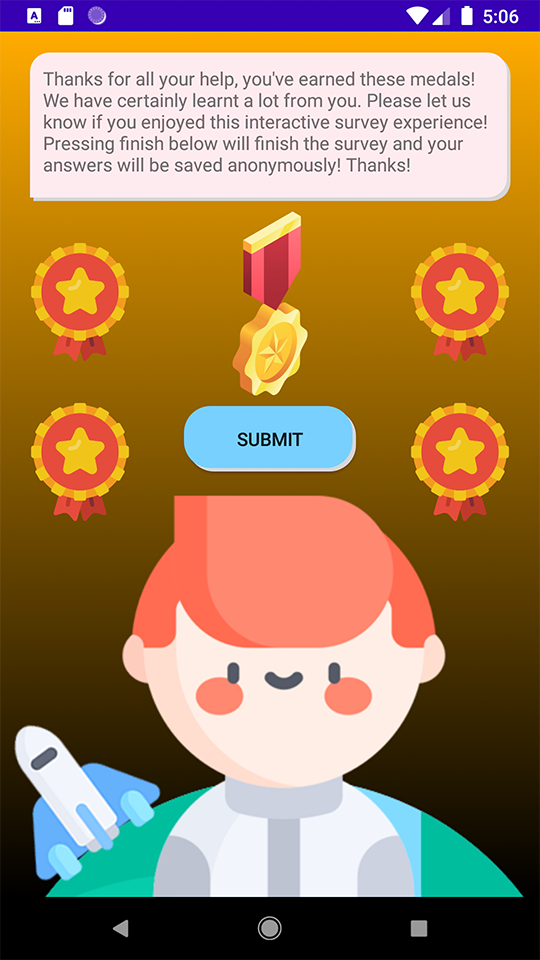 A
5:06
Thanks for all your help, you've earned these medals!
We have certainly learnt a lot from you. Please let us
know if you enjoyed this interactive survey experience!
Pressing finish below will finish the survey and your
answers will be saved anonymously! Thanks!
SUBMIT